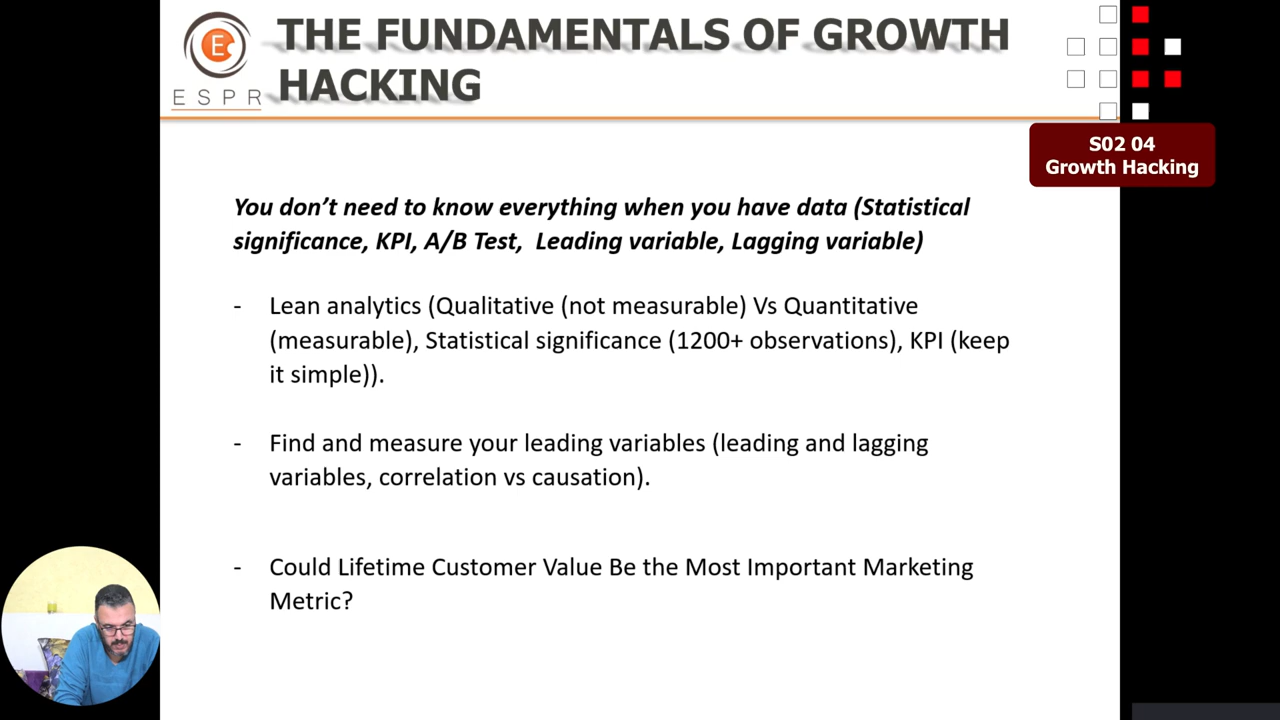 THE FUNDAMENTALS OF GROWTH
HACKING
E
E S P R
S02 04
Growth Hacking
You don’t need to know everything when you have data (Statistical
significance, KPI, A/B Test,  Leading variable, Lagging variable)
- Lean analytics (Qualitative (not measurable) Vs Quantitative
(measurable), Statistical significance (1200+ observations), KPI (keep
it simple)).
- Find and measure your leading variables (leading and lagging
variables, correlation vs causation).
- Could Lifetime Customer Value Be the Most Important Marketing
Metric?